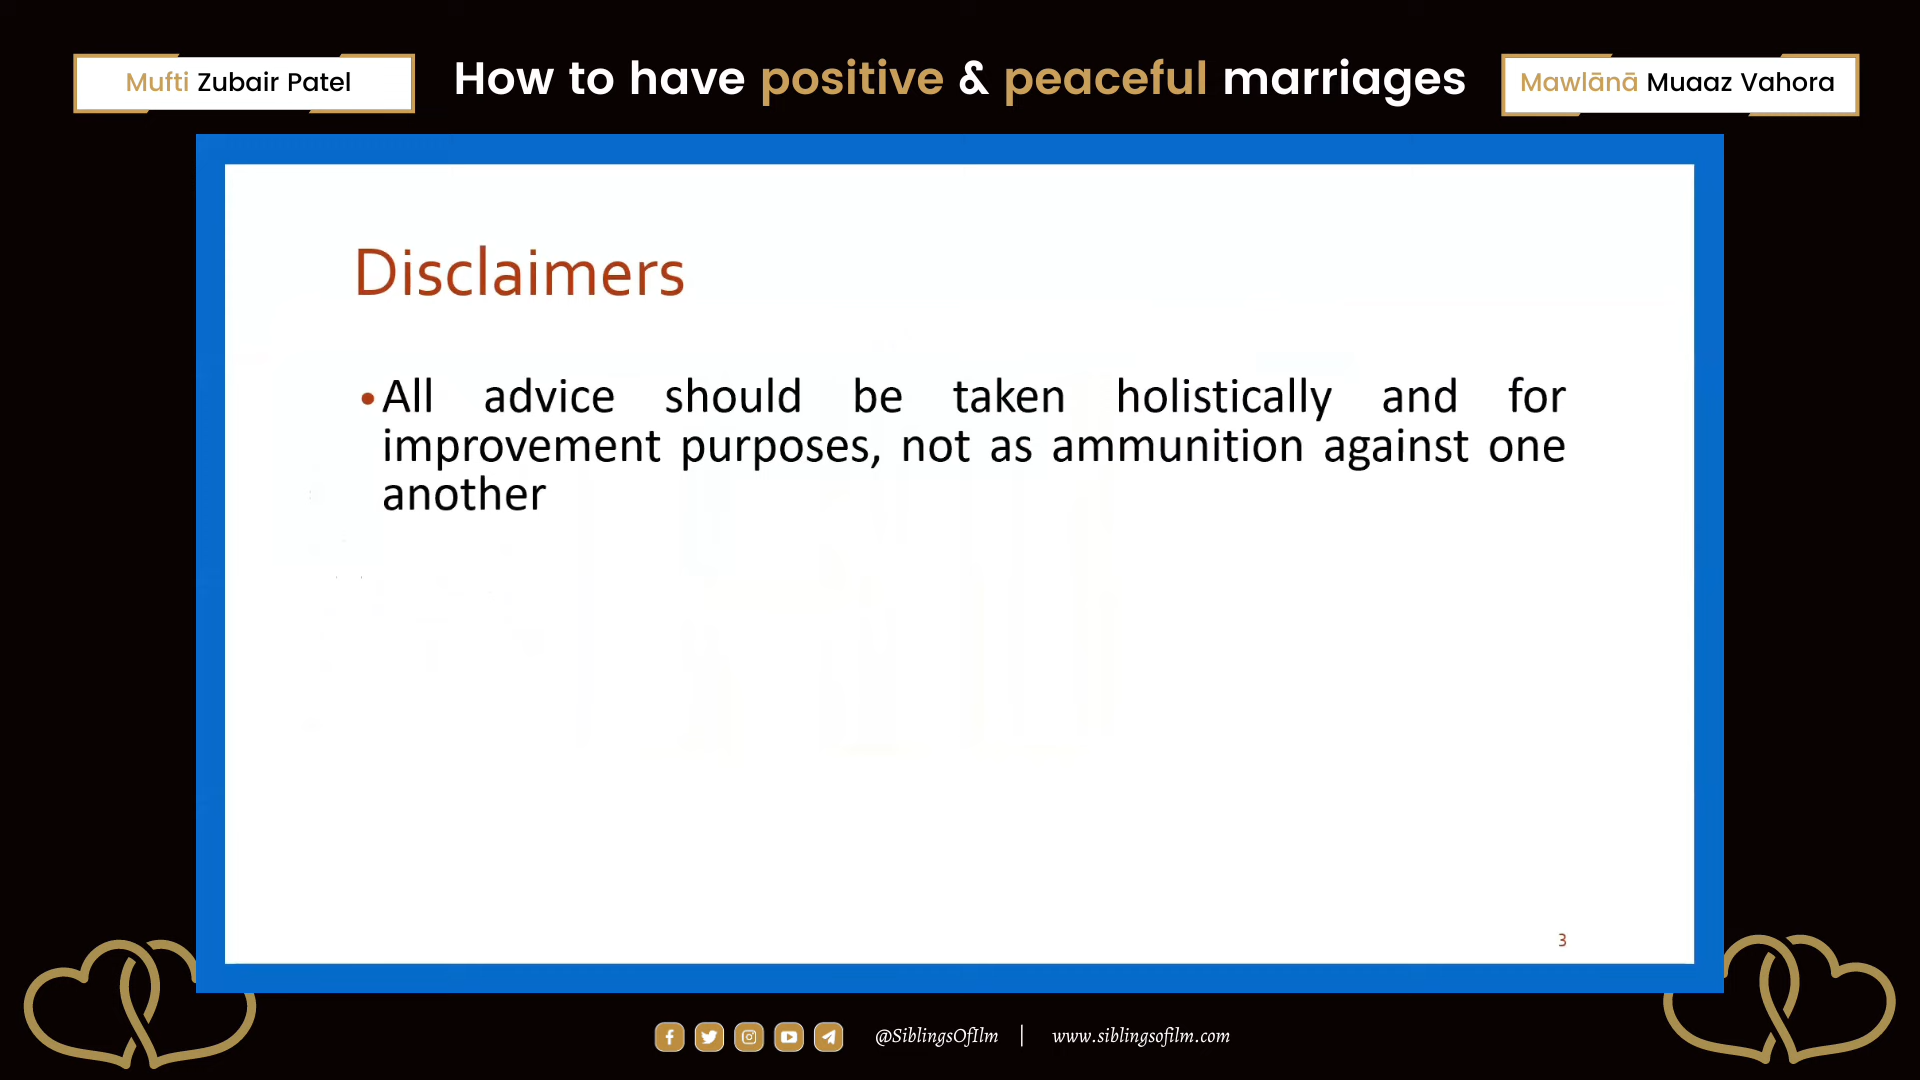 Mufti Zubair Patel
How to have positive & peaceful marriages
Mawlānā Muaaz Vahora
Disclaimers
•All advice should be taken holistically and for
improvement purposes, not as ammunition against one
another
3
@SiblingsOfIlm | www.siblingsofilm.com